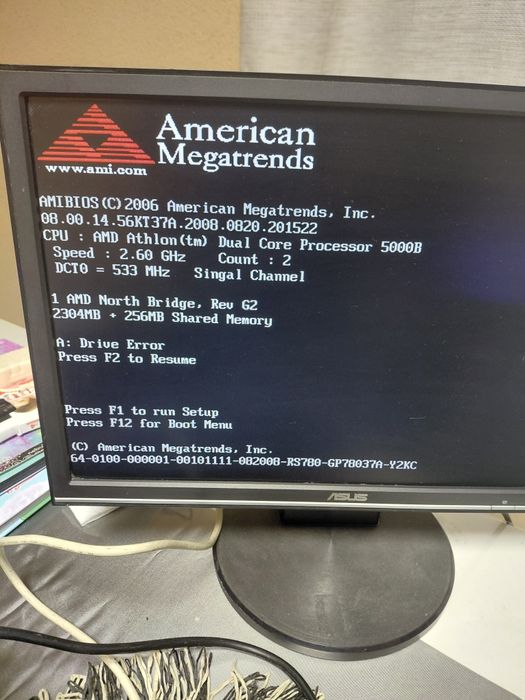 American
Megatrends
www.ami.com
AMIBIOS(C)2006 American Megatrends, Inc.
08.00.14.56KT37A.2008.0820.201522
CPU : AMD Athlon(tm) Dual Core Processor 5000B
Speed : 2.60 GHz Count : 2
DCT0 = 533 MHz Singal Channel
1 AMD North Bridge, Rev G2
2304MB + 256MB Shared Memory
A: Drive Error
Press F2 to Resume
Press F1 to run Setup
Press F12 for Boot Menu
(C) American Megatrends, Inc.
64-0100-000001-00101111-082008-RS780-GP78037A-Y2KC
ASUS